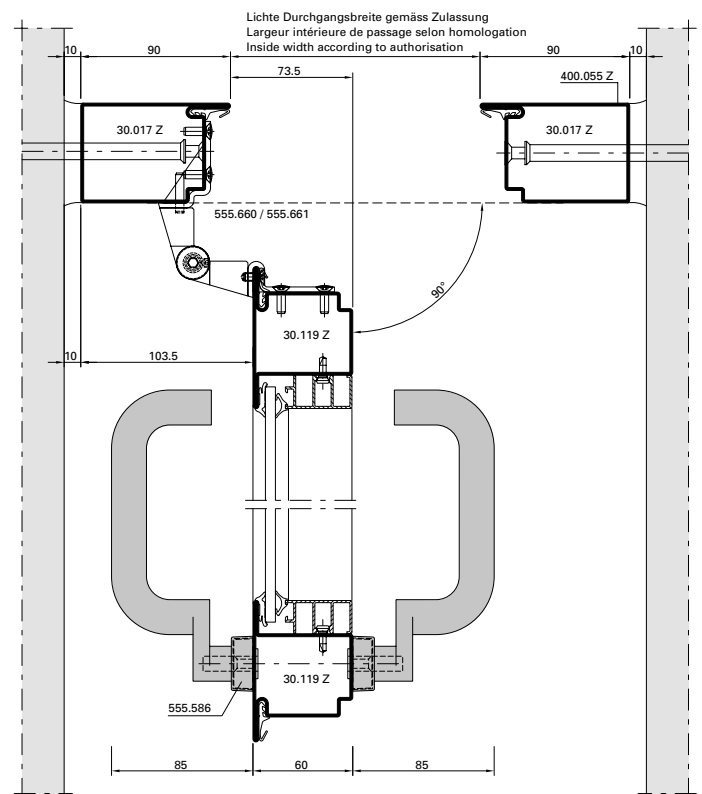 Lichte Durchgangsbreite gemäss Zulassung
Largeur intérieure de passage selon homologation
Inside width according to authorisation
10
90
90
10
73.5
400.055 Z
30.017 Z
30.017 Z
555.660 / 555.661
90°
30.119 Z
10
103.5
30.119 Z
555.586
85
60
85